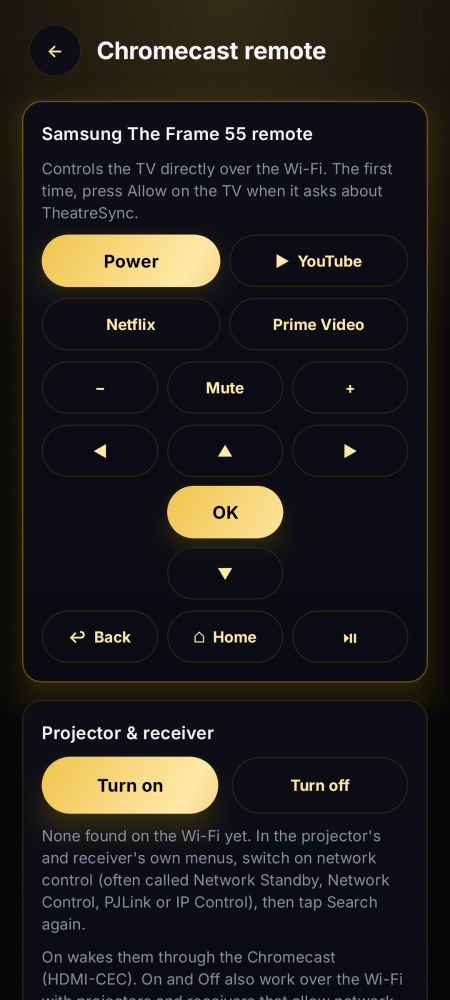 ← Chromecast remote
Samsung The Frame 55 remote
Controls the TV directly over the Wi-Fi. The first
time, press Allow on the TV when it asks about
TheatreSync.
Power ▶ YouTube
Netflix Prime Video
− Mute +
◀ ▲ ▶
OK
▼
↩ Back ⌂ Home ⏯
Projector & receiver
Turn on Turn off
None found on the Wi-Fi yet. In the projector's
and receiver's own menus, switch on network
control (often called Network Standby, Network
Control, PJLink or IP Control), then tap Search
again.
On wakes them through the Chromecast
(HDMI-CEC). On and Off also work over the Wi-Fi
with projectors and receivers that allow network